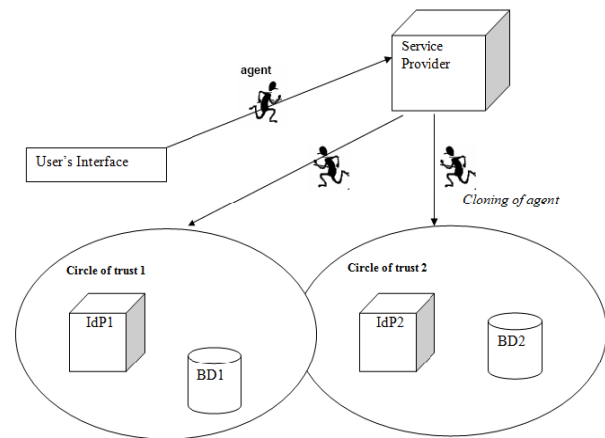 Service
Provider
agent
User's Interface
Cloning of agent
Circle of trust 1
Circle of trust 2
IdP1
IdP2
BD1
BD2